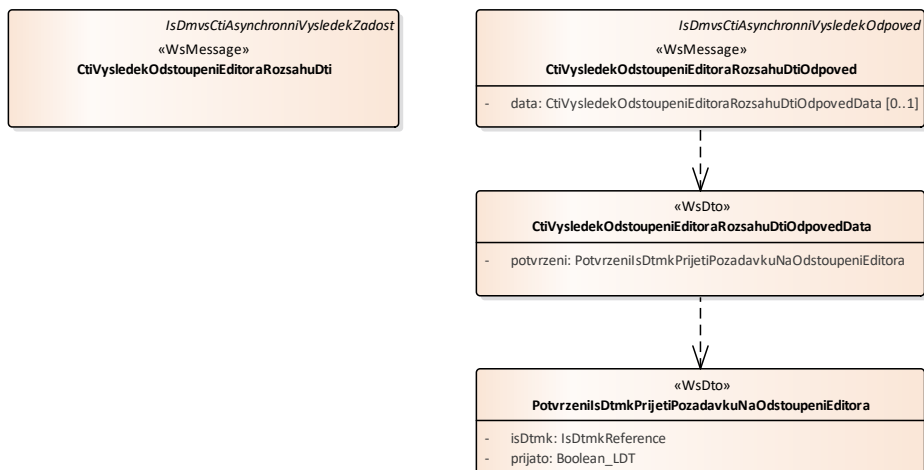 IsDmvsCtiAsynchronniVysledekZadost
«WsMessage»
CtiVysledekOdstoupeniEditoraRozsahuDti
IsDmvsCtiAsynchronniVysledekOdpoved
«WsMessage»
CtiVysledekOdstoupeniEditoraRozsahuDtiOdpoved
- data: CtiVysledekOdstoupeniEditoraRozsahuDtiOdpovedData [0..1]
«WsDto»
CtiVysledekOdstoupeniEditoraRozsahuDtiOdpovedData
- potvrzeni: PotvrzeniIsDtmkPrijetiPozadavkuNaOdstoupeniEditora
«WsDto»
PotvrzeniIsDtmkPrijetiPozadavkuNaOdstoupeniEditora
- isDtmk: IsDtmkReference
- prijato: Boolean_LDT